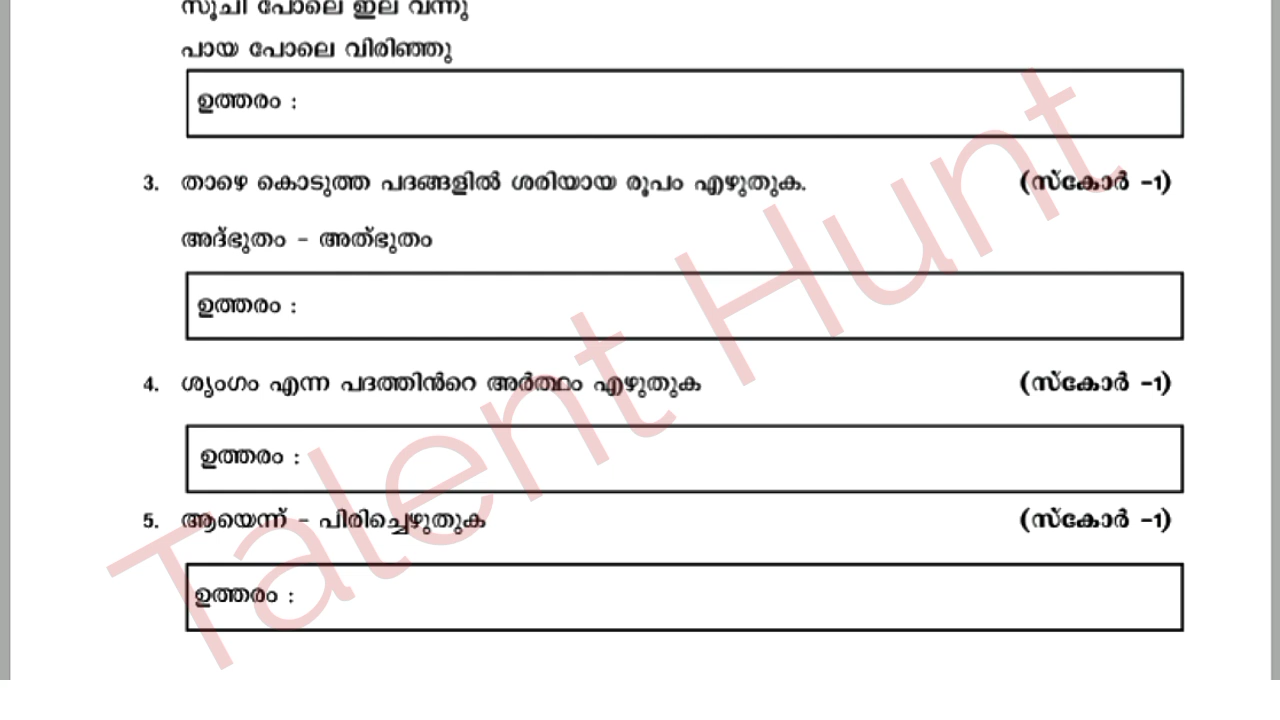 സൂചി പോലെ ഇല വന്നു
പായ പോലെ വിരിഞ്ഞു
ഉത്തരം :
3. താഴെ കൊടുത്ത പദങ്ങളിൽ ശരിയായ രൂപം എഴുതുക. (സ്കോർ -1)
അദ്ഭുതം - അത്ഭുതം
ഉത്തരം :
4. ശൃംഗം എന്ന പദത്തിൻറെ അർത്ഥം എഴുതുക (സ്കോർ -1)
ഉത്തരം :
5. ആയെന്ന് - പിരിച്ചെഴുതുക (സ്കോർ -1)
ഉത്തരം :
Talent Hunt